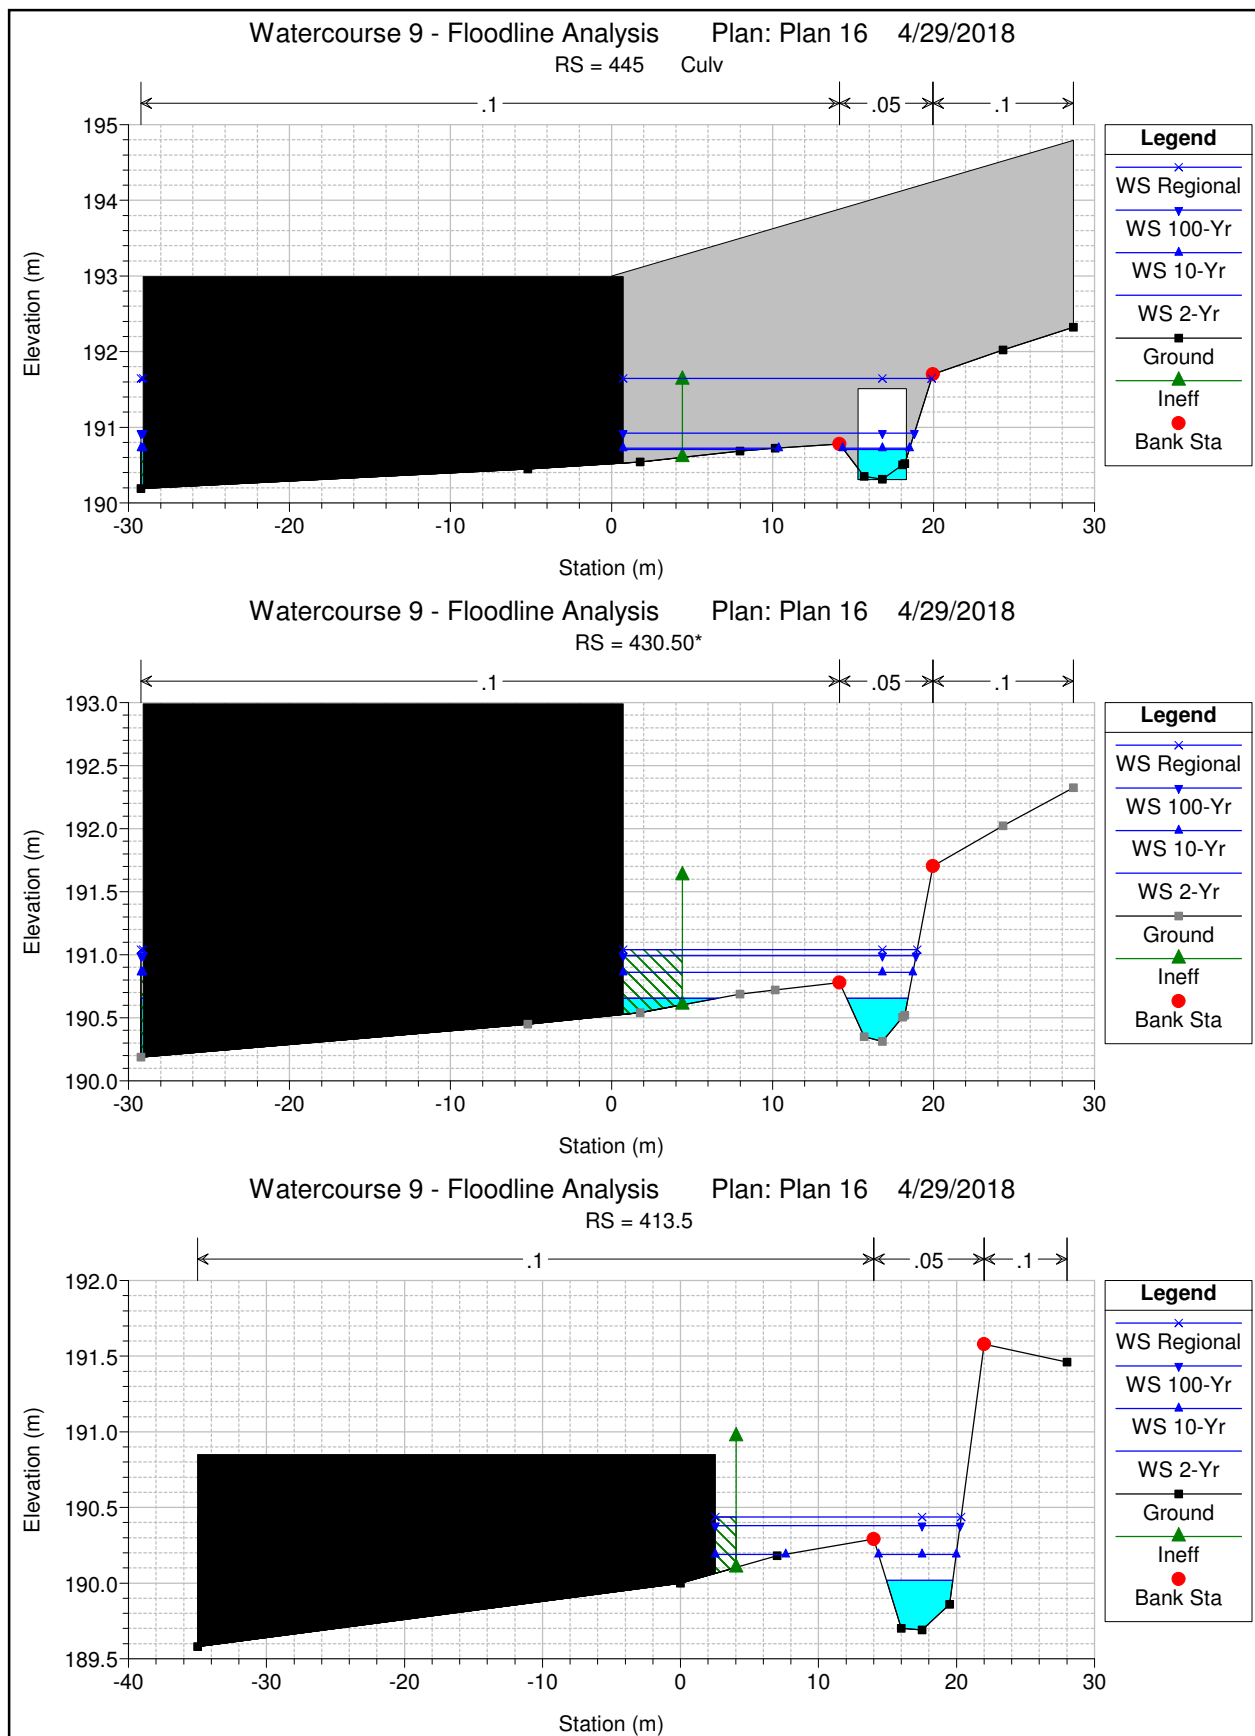 Watercourse 9 - Floodline Analysis Plan: Plan 16 4/29/2018
RS = 445 Culv
.1 .05 .1
195
194
193
192
191
190
Elevation (m)
-30 -20 -10 0 10 20 30
Station (m)
Legend
WS Regional
WS 100-Yr
WS 10-Yr
WS 2-Yr
Ground
Ineff
Bank Sta
Watercourse 9 - Floodline Analysis Plan: Plan 16 4/29/2018
RS = 430.50*
.1 .05 .1
193.0
192.5
192.0
191.5
191.0
190.5
190.0
Elevation (m)
-30 -20 -10 0 10 20 30
Station (m)
Legend
WS Regional
WS 100-Yr
WS 10-Yr
WS 2-Yr
Ground
Ineff
Bank Sta
Watercourse 9 - Floodline Analysis Plan: Plan 16 4/29/2018
RS = 413.5
.1 .05 .1
192.0
191.5
191.0
190.5
190.0
189.5
Elevation (m)
-40 -30 -20 -10 0 10 20 30
Station (m)
Legend
WS Regional
WS 100-Yr
WS 10-Yr
WS 2-Yr
Ground
Ineff
Bank Sta